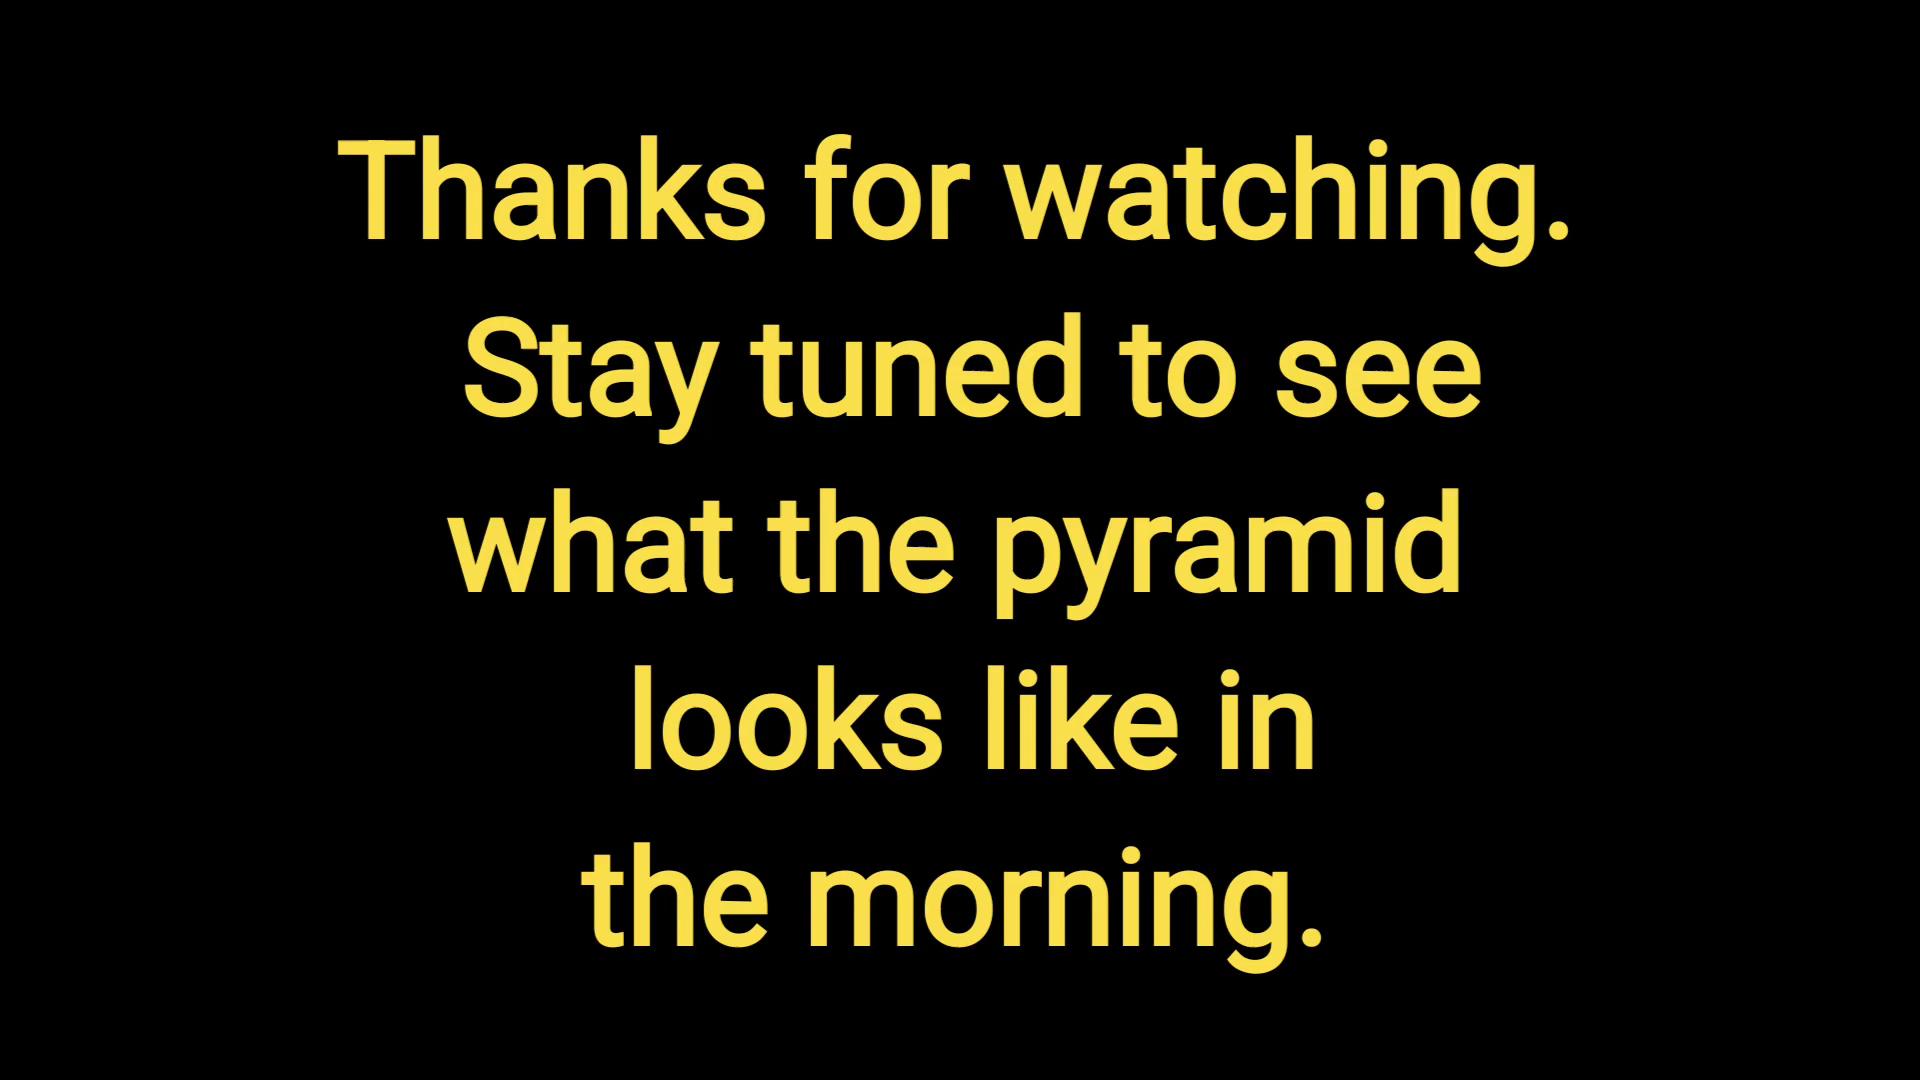 Thanks for watching.
Stay tuned to see
what the pyramid
looks like in
the morning.